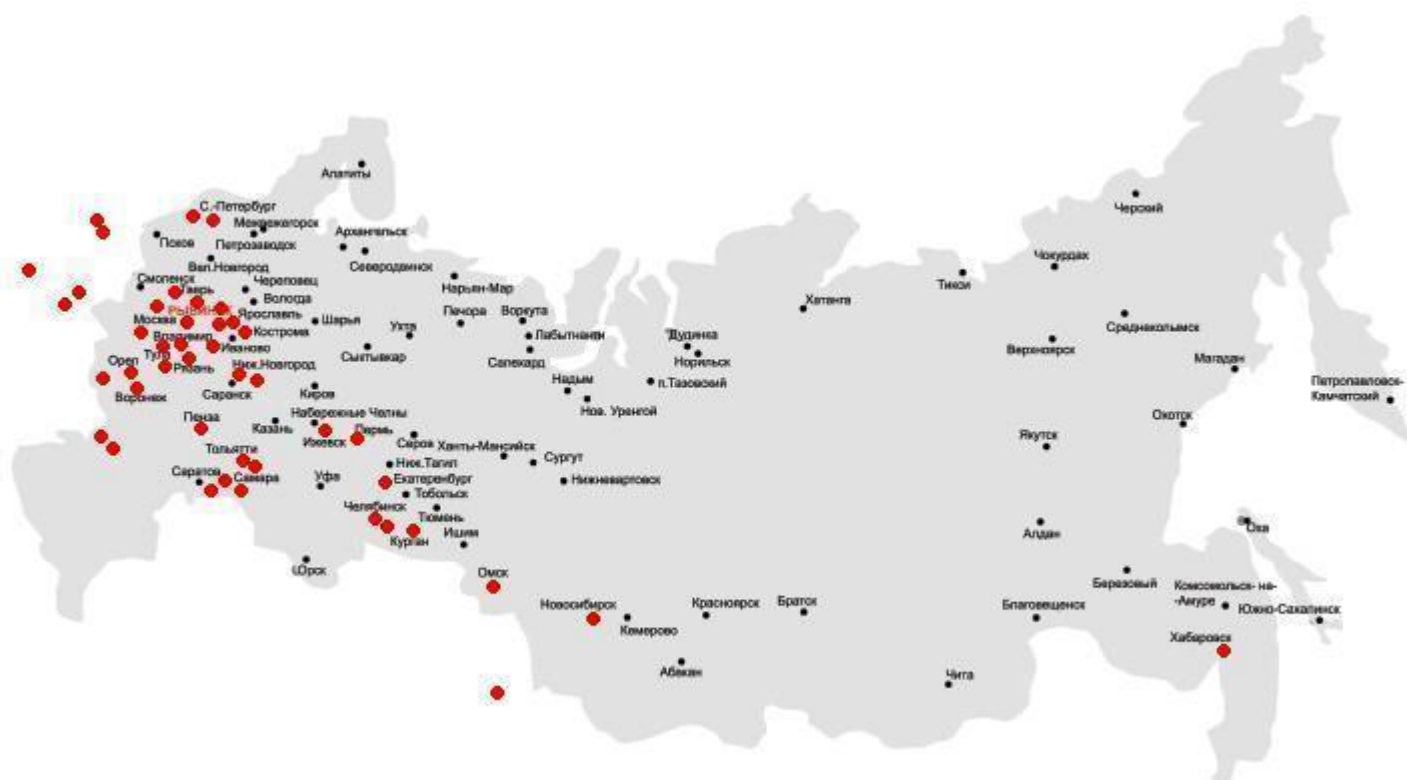 Апатиты
С.-Петербург
Черский
Межвежегорск
Псков
Петрозаводск
Архангельск
Чокурдах
Вел.Новгород
Северодвинск
Смоленск
Череповец
Тикси
Тверь
Нарьян-Мар
Вологда
Хатанга
РЫБИНСК
Печора
Воркута
Москва
Ярославль
Шарья
Ухта
Среднеколымск
Владимир
Кострома
Лабытнанги
Дудинка
Иваново
Верхноярск
Тула
Сыктывкар
Салехард
Норильск
Магадан
Орел
Рязань
Ниж.Новгород
Надым
п.Тазовский
Петропавловск-
Камчатский
Саранск
Киров
Воронеж
Нов. Уренгой
Пенза
Набережные Челны
Охотск
Казань
Пермь
Якутск
Ижевск
Серов
Ханты-Мансийск
Тольятти
Сургут
Ниж.Тагил
Саратов
Самара
Уфа
Екатеренбург
Нижневартовск
Тобольск
Челябинск
Тюмень
Курган
Ишим
Оха
Алдан
Орск
Омск
Березовый
Комсомольск- на-
-Амуре
Новосибирск
Красноярск
Братск
Благовещенск
Южно-Сахалинск
Кемерово
Хабаровск
Абакан
Чита